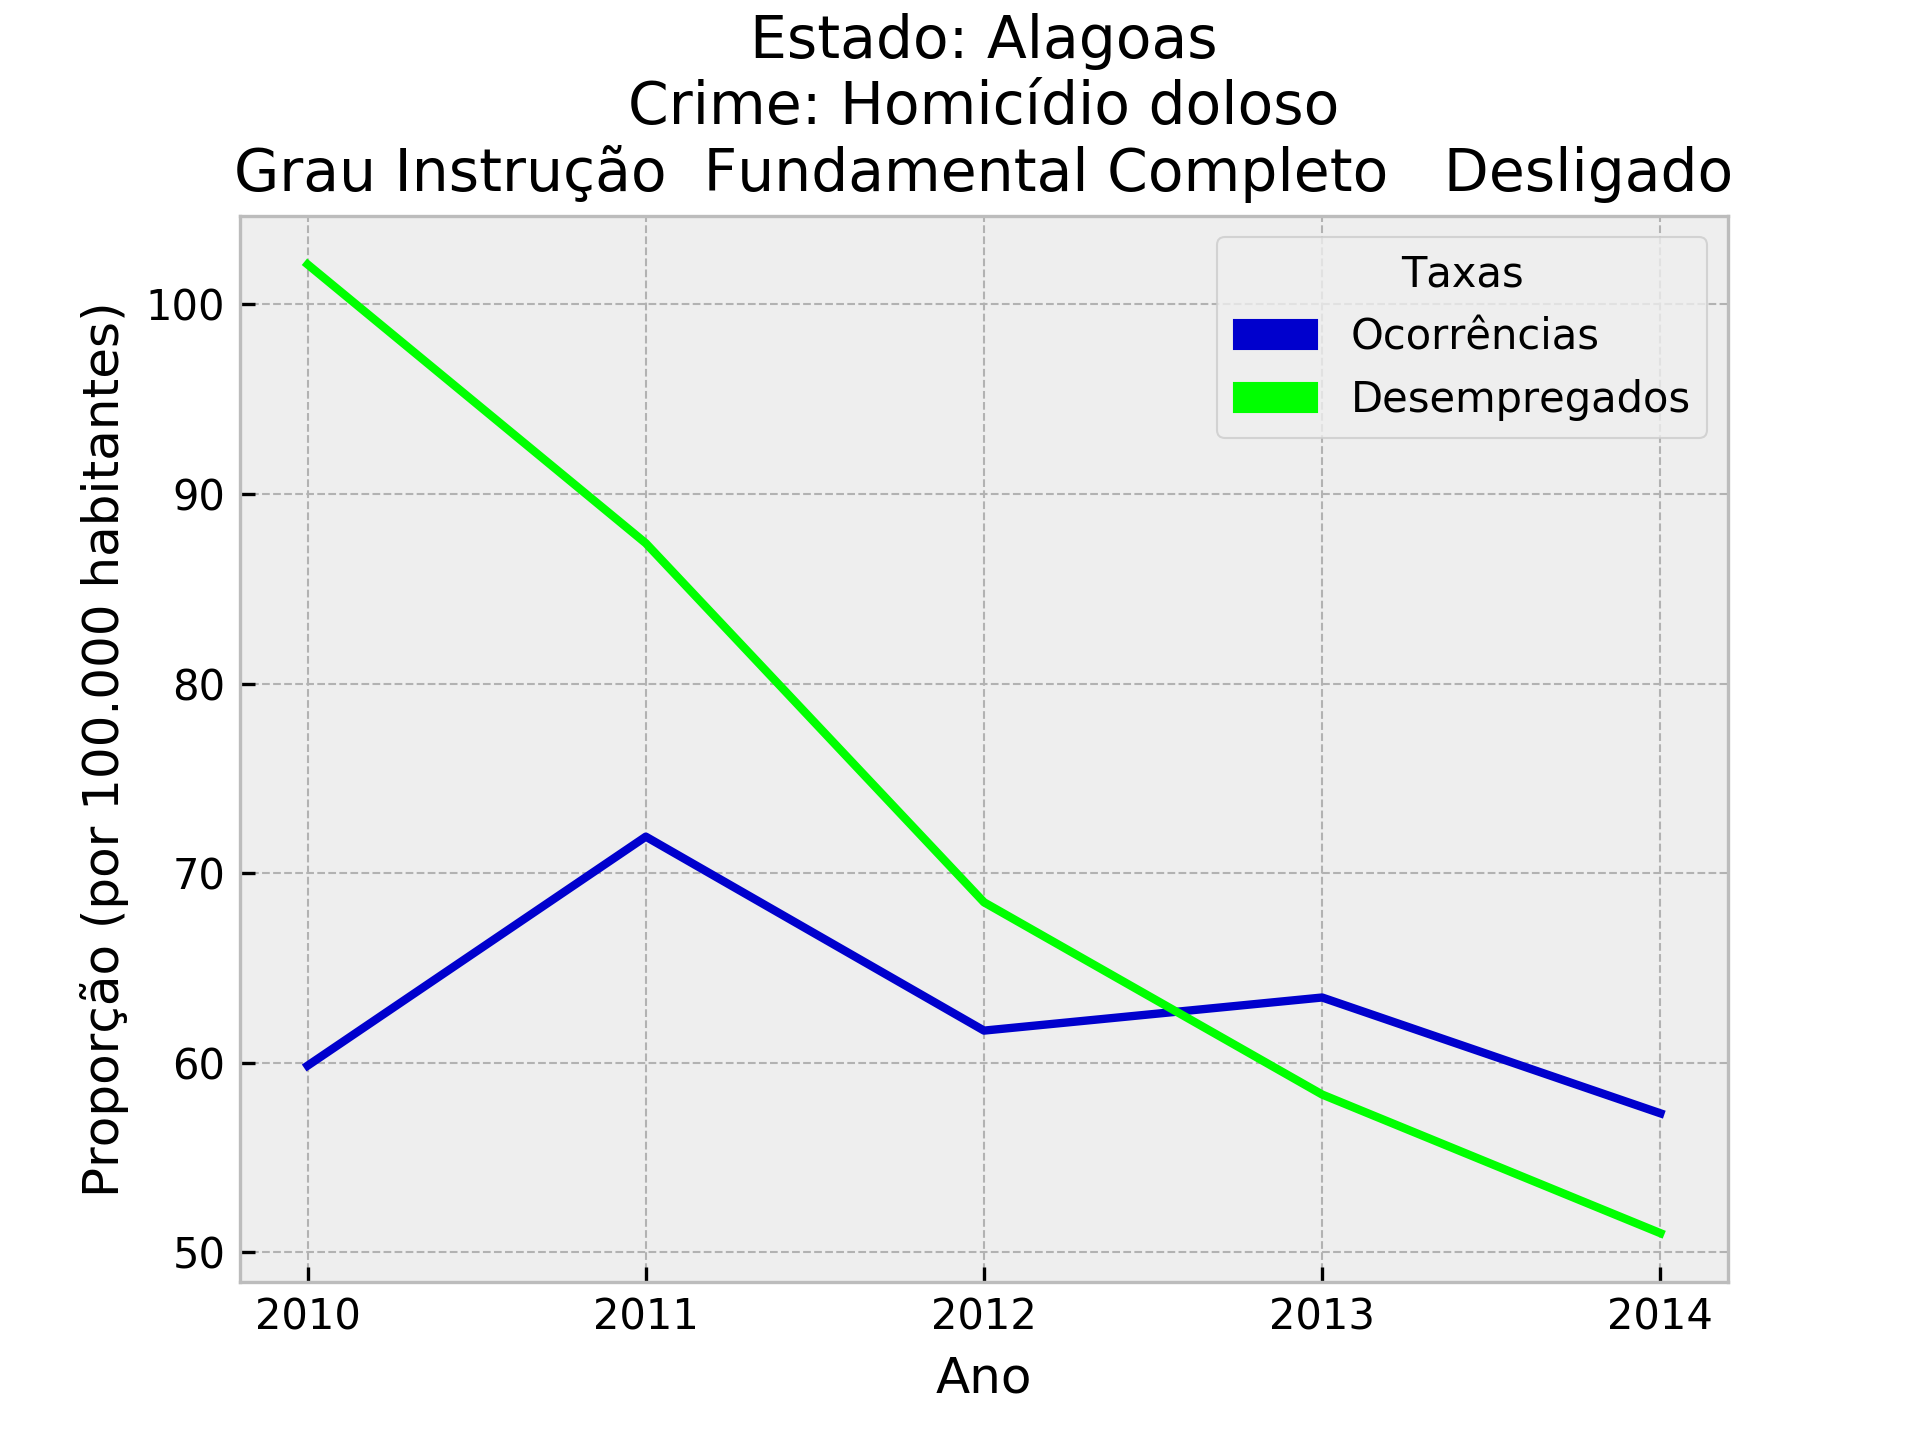 Estado: Alagoas
Crime: Homicídio doloso
Grau Instrução  Fundamental Completo   Desligado
Taxas
Ocorrências
Desempregados
Proporção (por 100.000 habitantes)
100
90
80
70
60
50
2010 2011 2012 2013 2014
Ano